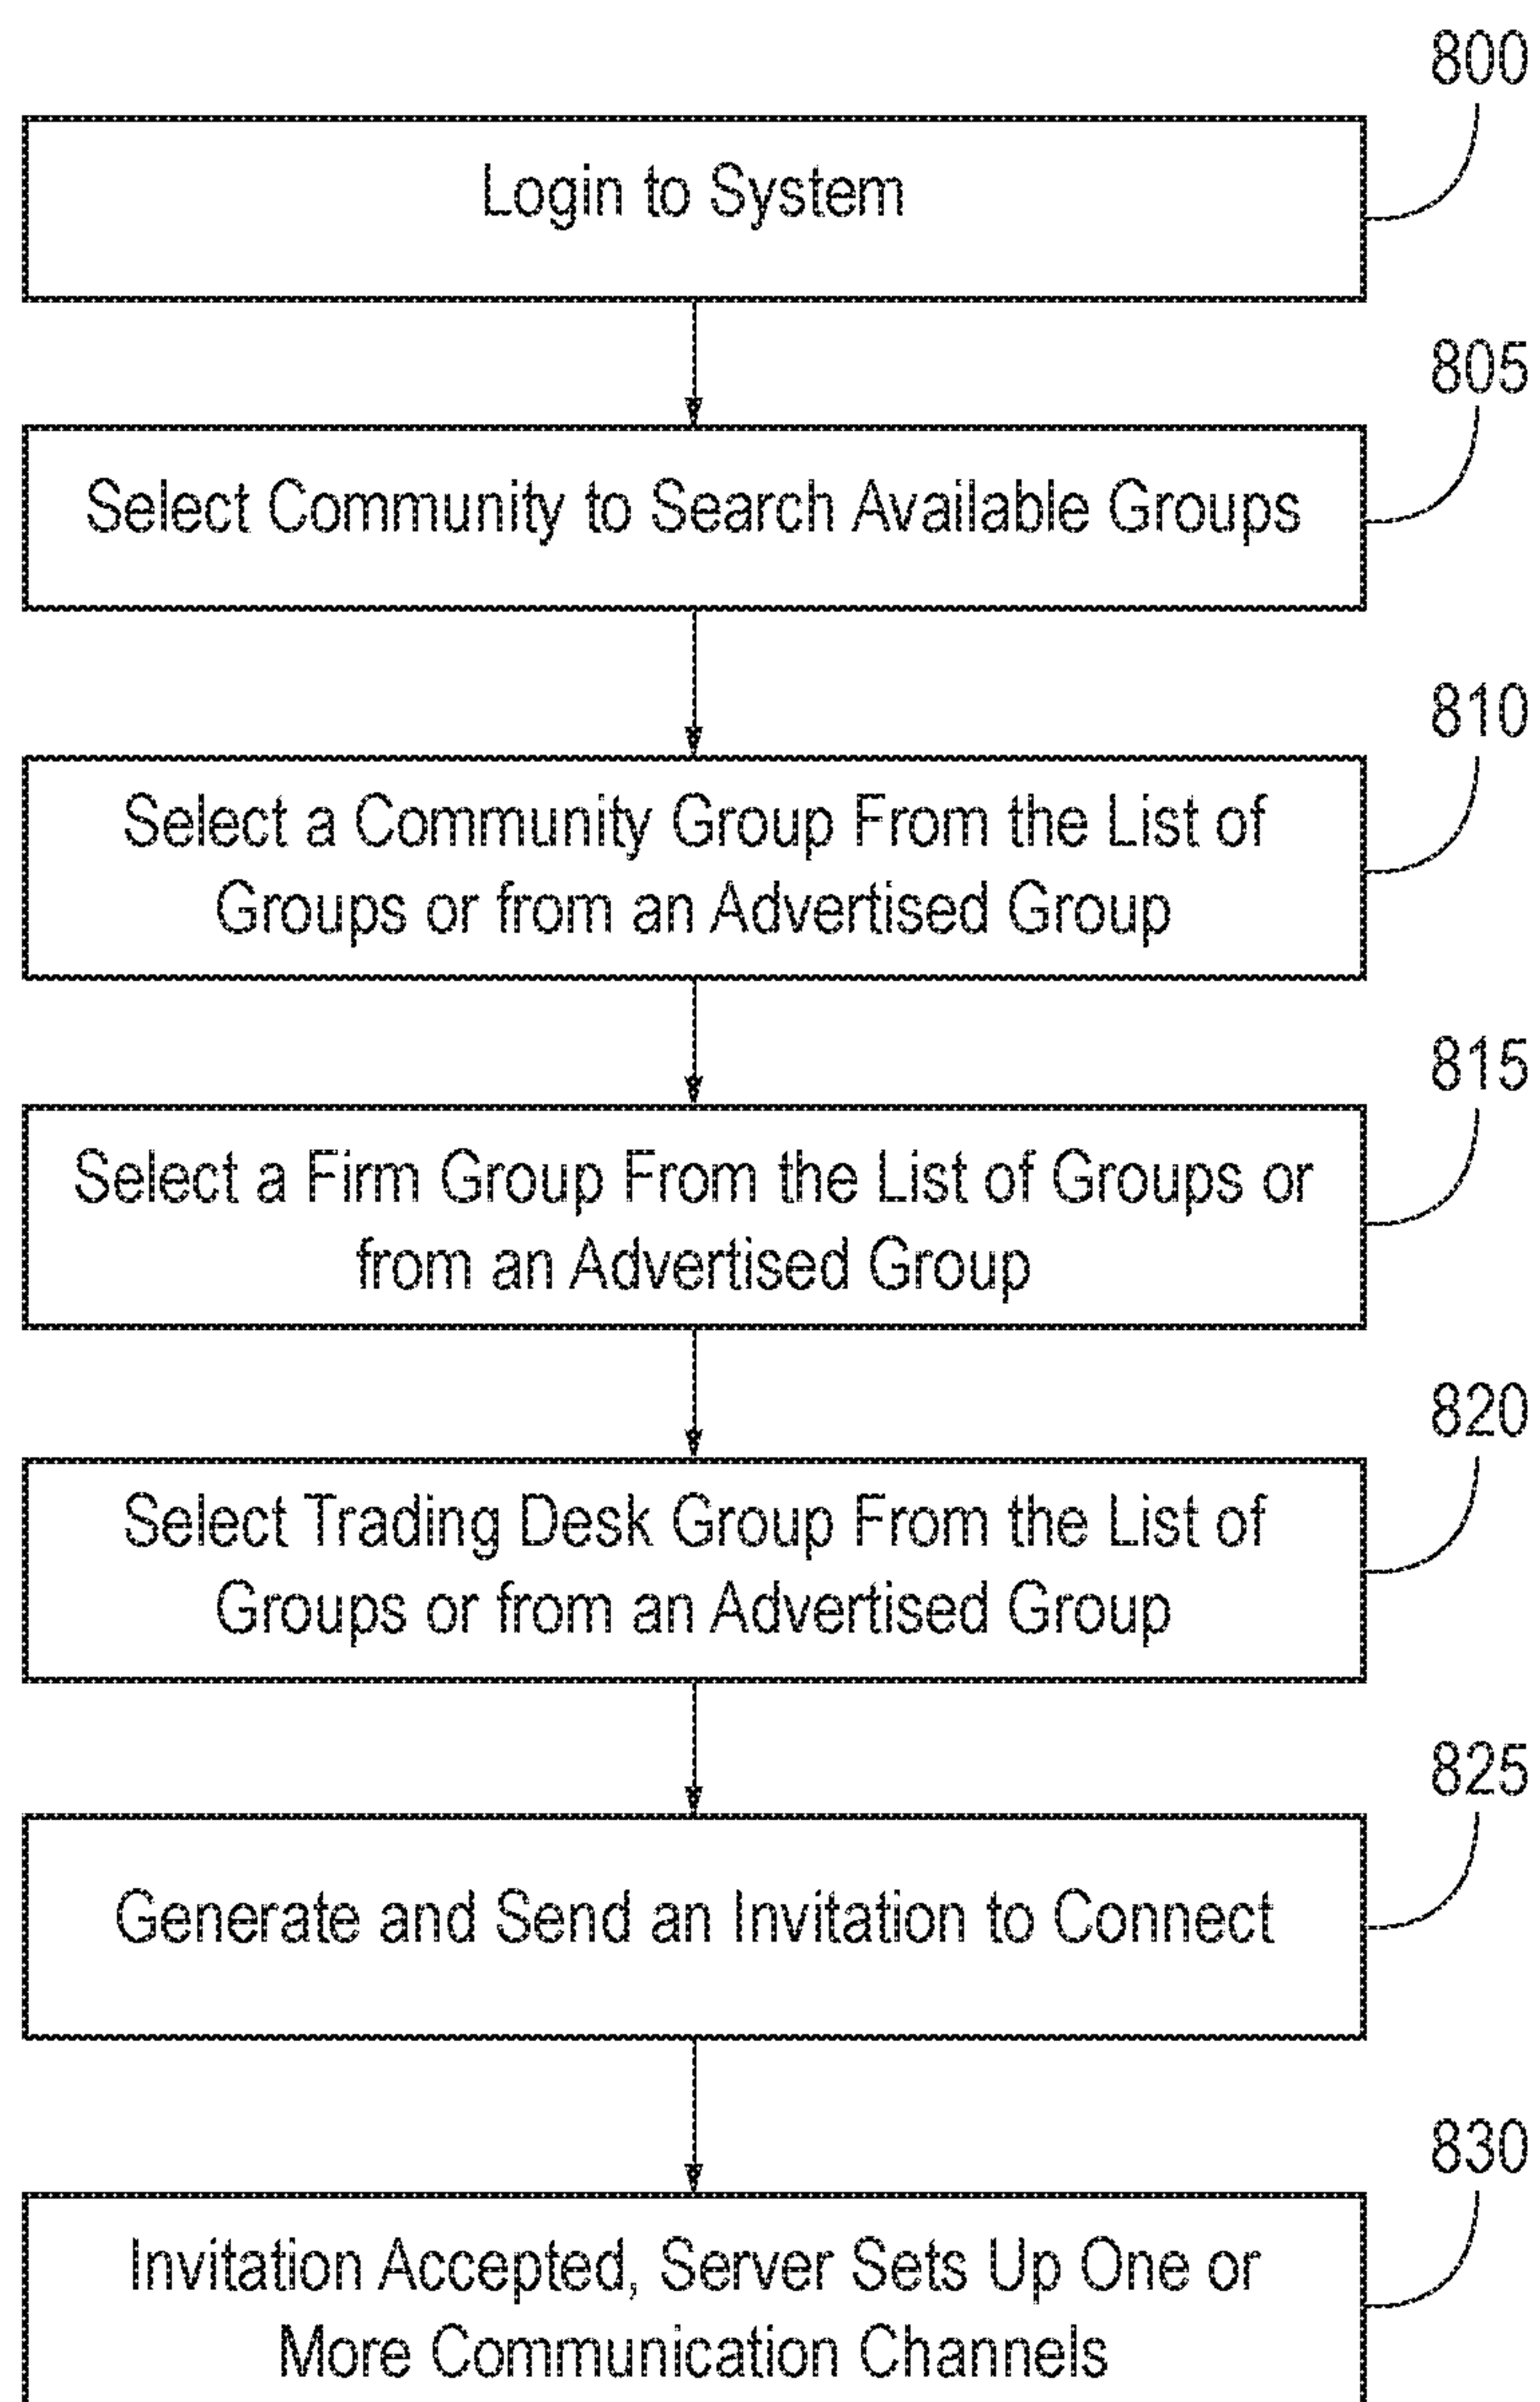 800
Login to System
805
Select Community to Search Available Groups
810
Select a Community Group From the List of
Groups or from an Advertised Group
815
Select a Firm Group From the List of Groups or
from an Advertised Group
820
Select Trading Desk Group From the List of
Groups or from an Advertised Group
825
Generate and Send an Invitation to Connect
830
Invitation Accepted, Server Sets Up One or
More Communication Channels